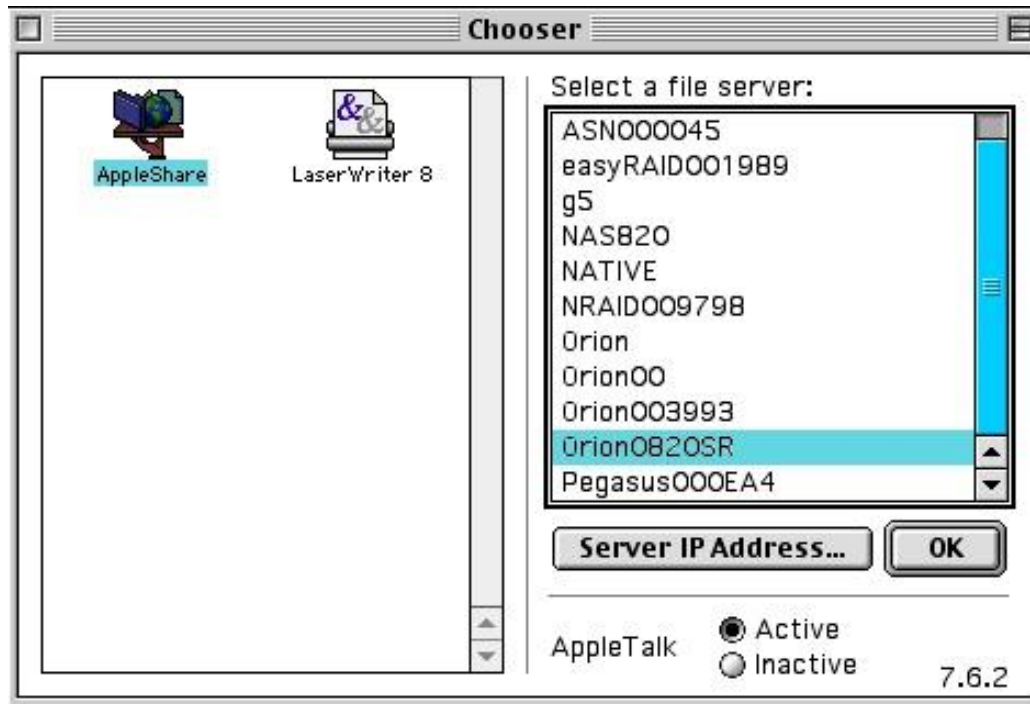 Chooser
AppleShare
LaserWriter 8
Select a file server:
ASN000045
easyRAID001989
g5
NAS820
NATIVE
NRAID009798
Orion
Orion00
Orion003993
Orion0820SR
Pegasus000EA4
Server IP Address...
OK
AppleTalk
Active
Inactive
7.6.2